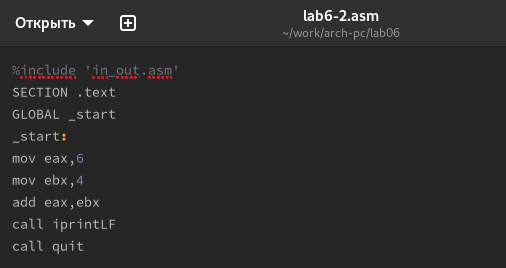 Открыть
lab6-2.asm
~/work/arch-pc/lab06
%include 'in_out.asm'
SECTION .text
GLOBAL _start
_start:
mov eax,6
mov ebx,4
add eax,ebx
call iprintLF
call quit